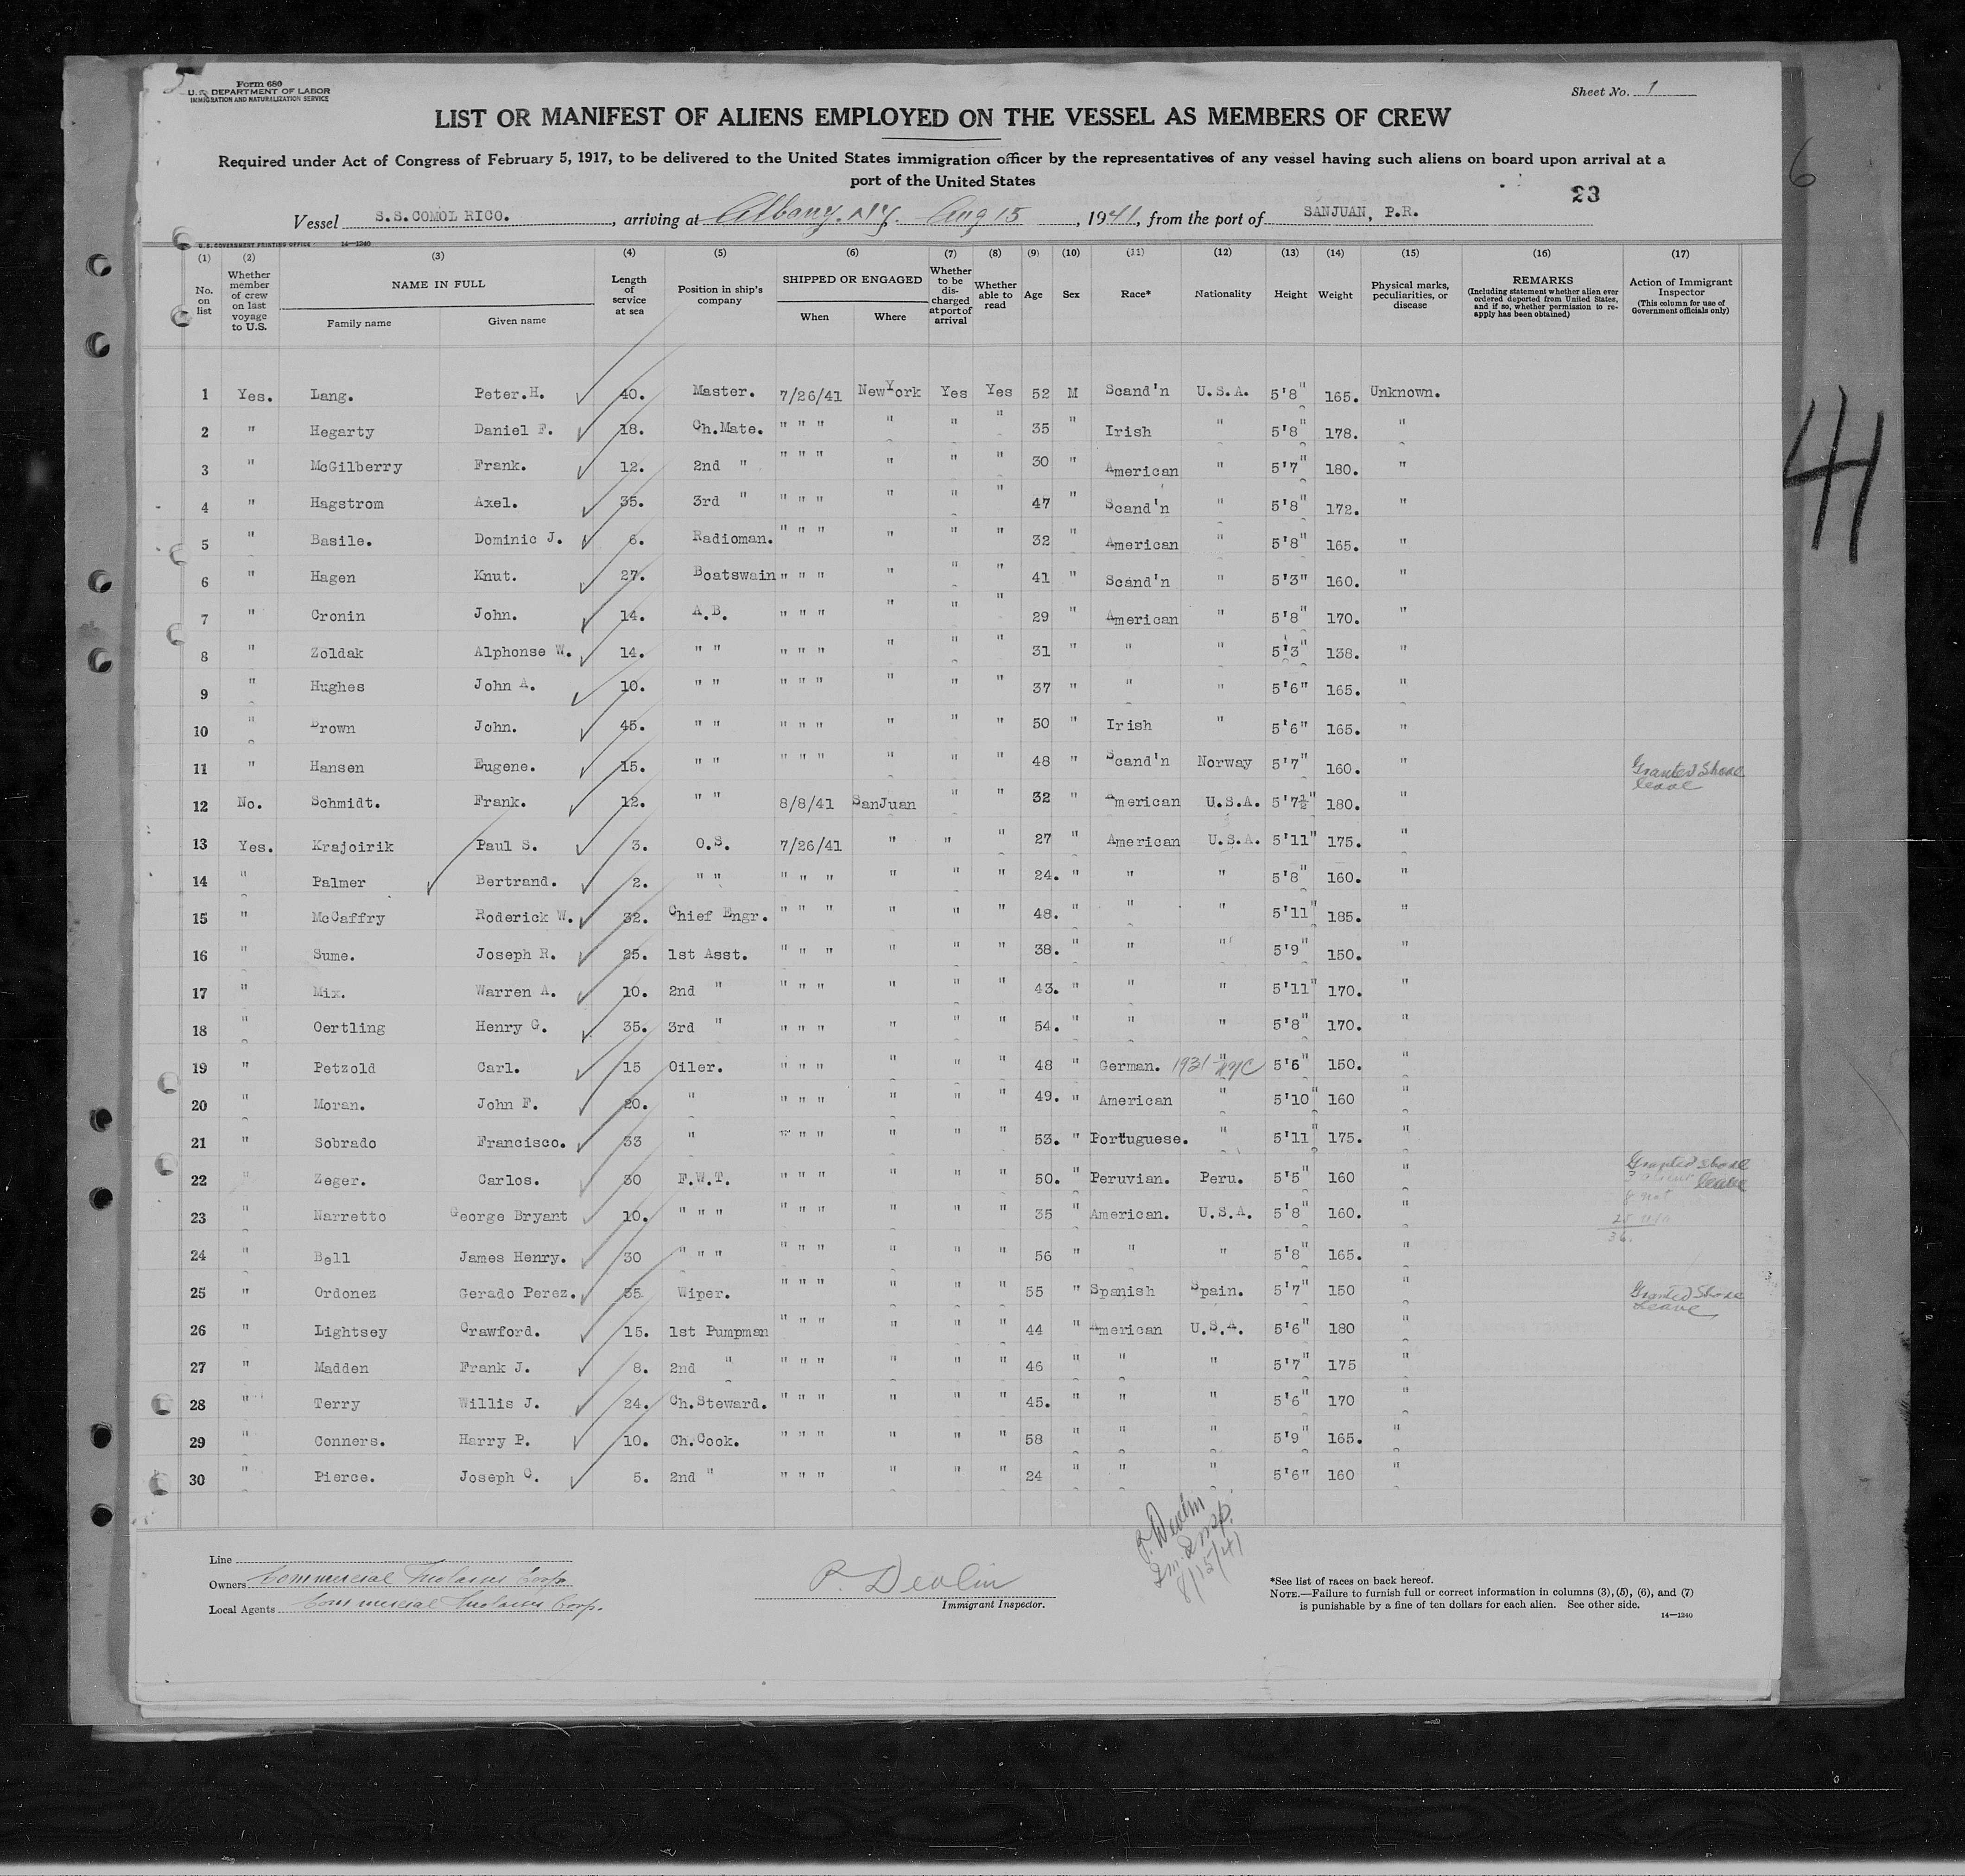 Form 680
U. S. DEPARTMENT OF LABOR
IMMIGRATION AND NATURALIZATION SERVICE
Sheet No. 1
LIST OR MANIFEST OF ALIENS EMPLOYED ON THE VESSEL AS MEMBERS OF CREW
Required under Act of Congress of February 5, 1917, to be delivered to the United States immigration officer by the representatives of any vessel having such aliens on board upon arrival at a
port of the United States
6
23
Vessel S.S.COMOL RICO. , arriving at Albany. N.Y. Aug 15 , 1941, from the port of SANJUAN, P.R.
U. S. GOVERNMENT PRINTING OFFICE 14—1240
(1) (2) (3) (4) (5) (6) (7) (8) (9) (10) (11) (12) (13) (14) (15) (16) (17)
No. on list
Whether member of crew on last voyage to U.S.
NAME IN FULL
Family name
Given name
Length of service at sea
Position in ship's company
SHIPPED OR ENGAGED
When
Where
Whether to be discharged at port of arrival
Whether able to read
Age
Sex
Race*
Nationality
Height
Weight
Physical marks, peculiarities, or disease
REMARKS
(Including statement whether alien ever ordered deported from United States, and if so, whether permission to reapply has been obtained)
Action of Immigrant Inspector
(This column for use of Government officials only)
41
1 Yes. Lang. Peter.H. 40. Master. 7/26/41 NewYork Yes Yes 52 M Scand'n U.S.A. 5'8" 165. Unknown.
2 " Hegarty Daniel F. 18. Ch.Mate. " " " " " " 35 " Irish " 5'8" 178. "
3 " McGilberry Frank. 12. 2nd " " " " " " " 30 " American " 5'7" 180. "
4 " Hagstrom Axel. 35. 3rd " " " " " " " 47 " Scand'n " 5'8" 172. "
5 " Basile. Dominic J. 6. Radioman. " " " " " " 32 " American " 5'8" 165. "
6 " Hagen Knut. 27. Boatswain " " " " " " 41 " Scand'n " 5'3" 160. "
7 " Cronin John. 14. A.B. " " " " " " 29 " American " 5'8" 170. "
8 " Zoldak Alphonse W. 14. " " " " " " " " 31 " " " 5'3" 138. "
9 " Hughes John A. 10. " " " " " " " " 37 " " " 5'6" 165. "
10 " Brown John. 45. " " " " " " " " 50 " Irish " 5'6" 165. "
11 " Hansen Eugene. 15. " " " " " " " " 48 " Scand'n Norway 5'7" 160. " Granted Shore leave
12 No. Schmidt. Frank. 12. " " 8/8/41 SanJuan " " 32 " American U.S.A. 5'7½" 180. "
13 Yes. Krajoirik Paul S. 3. O.S. 7/26/41 " " " 27 " American U.S.A. 5'11" 175. "
14 " Palmer Bertrand. 2. " " " " " " " " 24. " " " 5'8" 160. "
15 " McCaffry Roderick W. 32. Chief Engr. " " " " " " 48. " " " 5'11" 185. "
16 " Sume. Joseph R. 25. 1st Asst. " " " " " " 38. " " " 5'9" 150. "
17 " Mix. Warren A. 10. 2nd " " " " " " " 43. " " " 5'11" 170. "
18 " Oertling Henry G. 35. 3rd " " " " " " " 54. " " " 5'8" 170. "
19 " Petzold Carl. 15 Oiler. " " " " " " 48 " German. 1931 NYC " 5'6" 150. "
20 " Moran. John F. 20. " " " " " " " 49. " American " 5'10" 160 "
21 " Sobrado Francisco. 33 " " " " " " " 53. " Portuguese. " 5'11" 175. "
22 " Zeger. Carlos. 30 F.W.T. " " " " " " 50. " Peruvian. Peru. 5'5" 160 " Granted Shore leave
23 " Narretto George Bryant 10. " " " " " " " " " 35 " American. U.S.A. 5'8" 160. "
36.
24 " Bell James Henry. 30 " " " " " " " " " 56 " " " 5'8" 165. "
25 " Ordonez Gerado Perez. 35 Wiper. " " " " " " 55 " Spanish Spain. 5'7" 150 " Granted Shore Leave
26 " Lightsey Crawford. 15. 1st Pumpman " " " " " " 44 " American U.S.A. 5'6" 180 "
27 " Madden Frank J. 8. 2nd " " " " " " " 46 " " " 5'7" 175 "
28 " Terry Willis J. 24. Ch.Steward. " " " " " " 45. " " " 5'6" 170 "
29 " Conners. Harry P. 10. Ch.Cook. " " " " " " 58 " " " 5'9" 165. "
30 " Pierce. Joseph C. 5. 2nd " " " " " " " 24 " " " 5'6" 160 "
P. Devlin
Im. Insp.
8/15/41
Line
Owners Commercial Molasses Corp
Local Agents Commercial Molasses Corp.
P. Devlin
Immigrant Inspector.
*See list of races on back hereof.
NOTE.—Failure to furnish full or correct information in columns (3), (5), (6), and (7)
is punishable by a fine of ten dollars for each alien. See other side.
14—1240